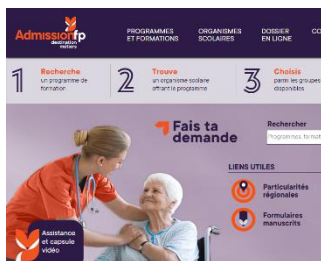 Admissionfp
destination
métiers
PROGRAMMES
ET FORMATIONS
ORGANISMES
SCOLAIRES
DOSSIER
EN LIGNE
CO
1
Recherche
un programme de
formation
2
Trouve
un organisme scolaire
offrant le programme
3
Choisis
parmi les groupes
disponibles
Fais ta
demande
Rechercher
Programmes, format
LIENS UTILES
Particularités
régionales
Formulaires
manuscrits
Assistance
et capsule
vidéo